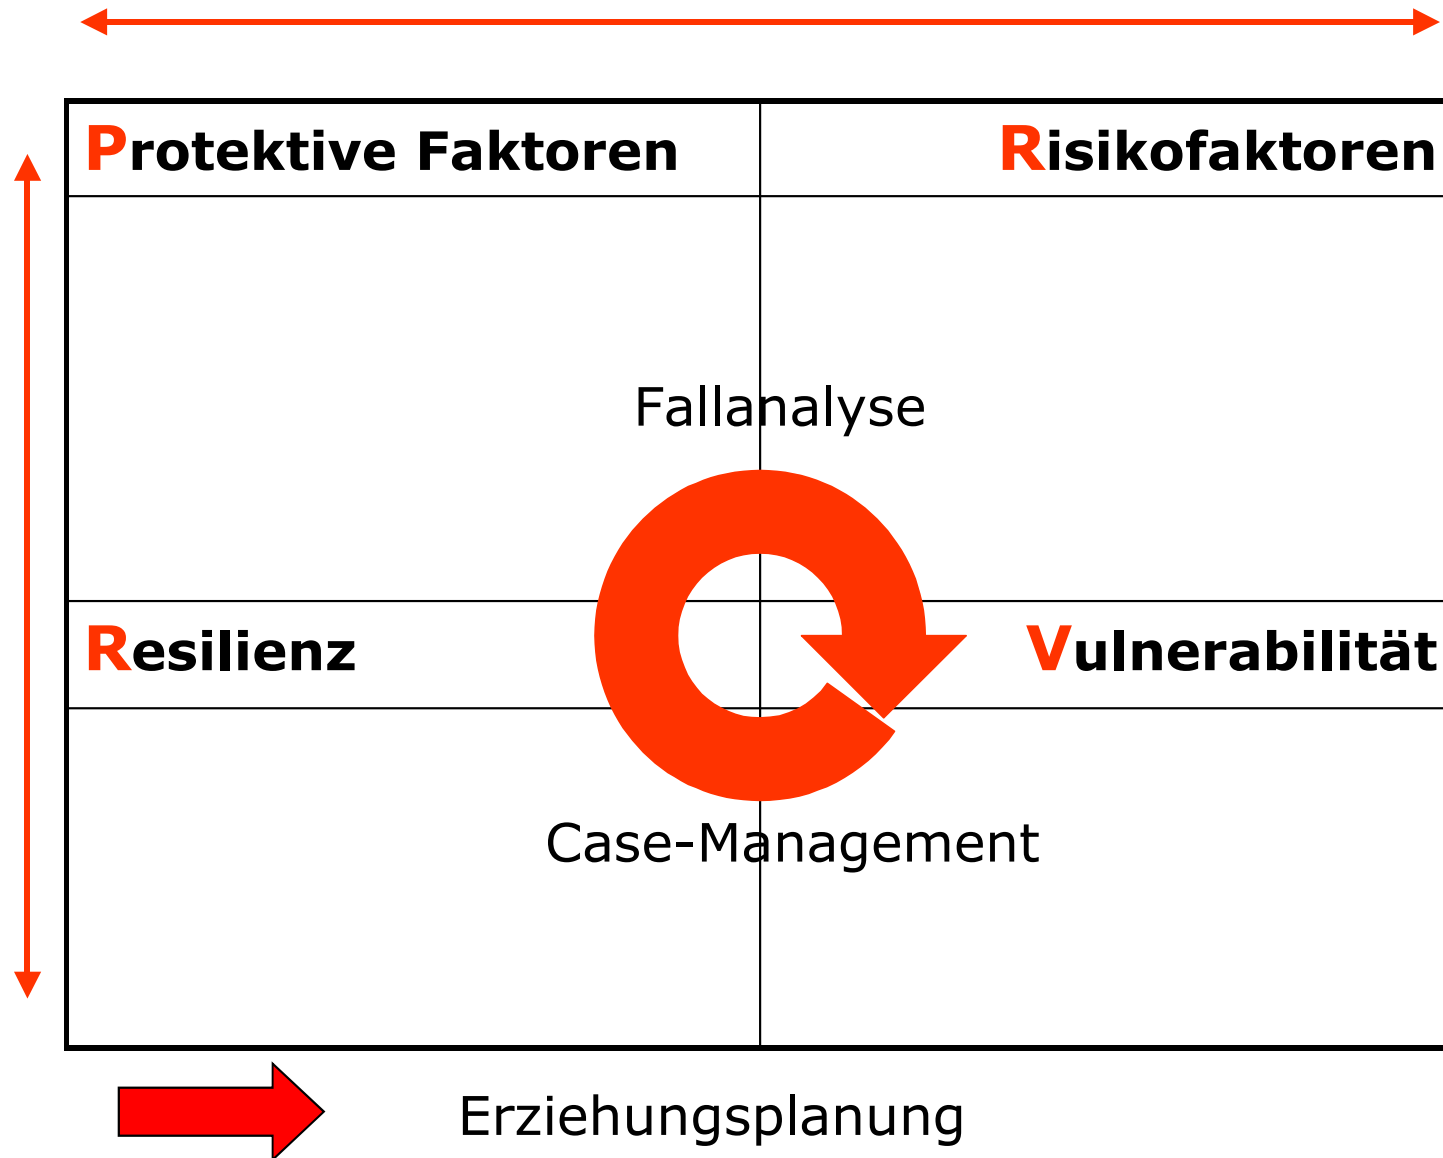 Protektive Faktoren
Risikofaktoren
Fallanalyse
Resilienz
Vulnerabilität
Case-Management
Erziehungsplanung